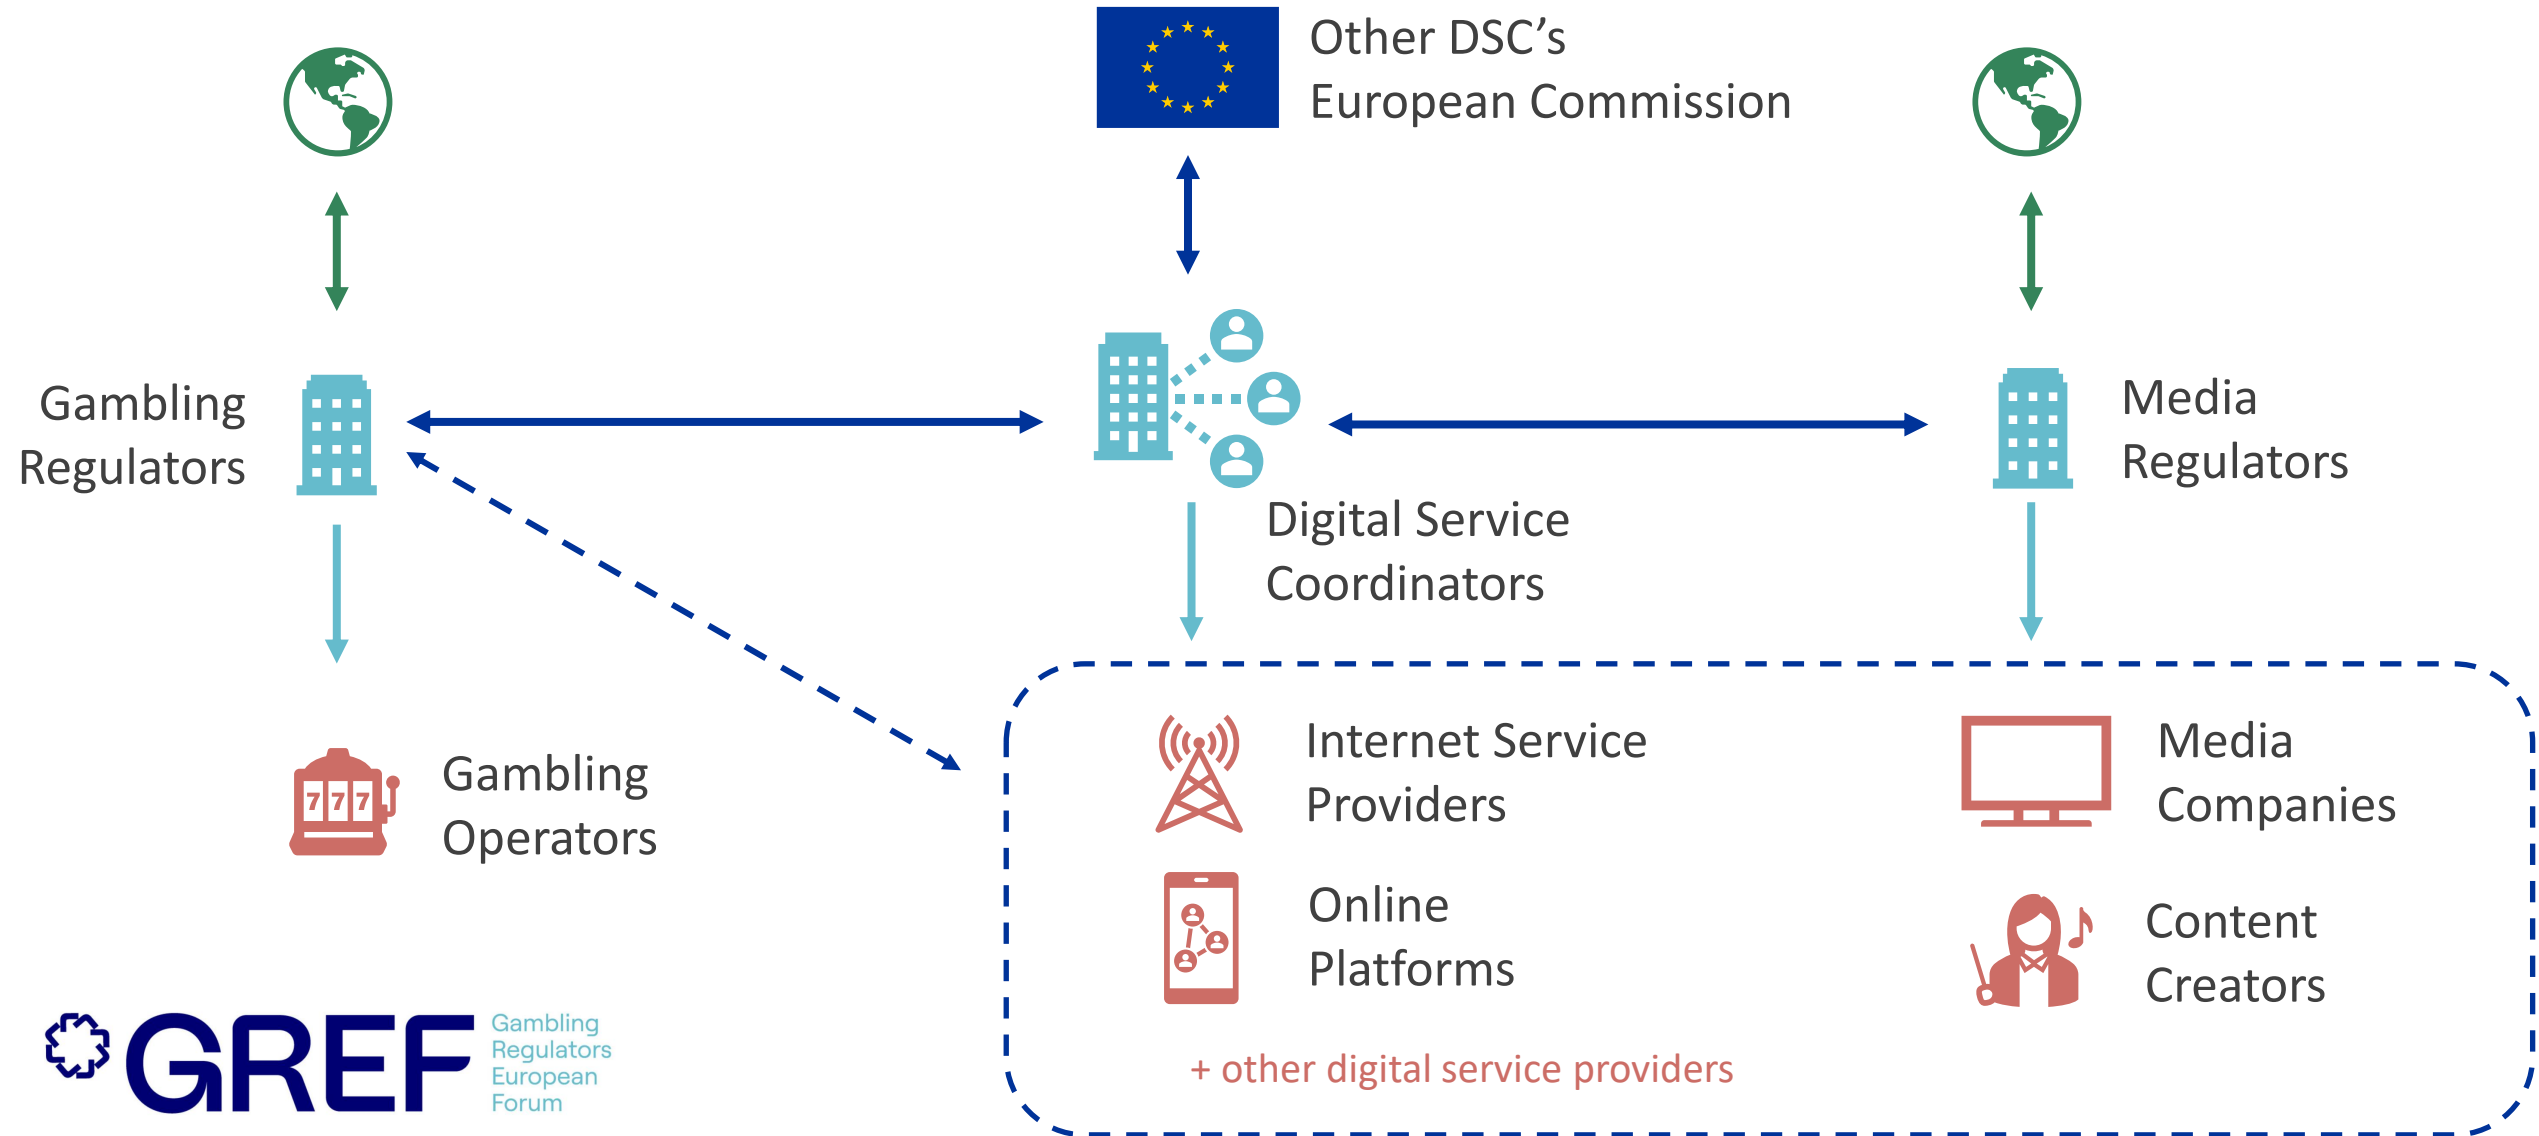 Other DSC's
European Commission
Gambling
Regulators
Media
Regulators
Digital Service
Coordinators
777
Gambling
Operators
Internet Service
Providers
Media
Companies
Online
Platforms
Content
Creators
+ other digital service providers
GREF
Gambling
Regulators
European
Forum